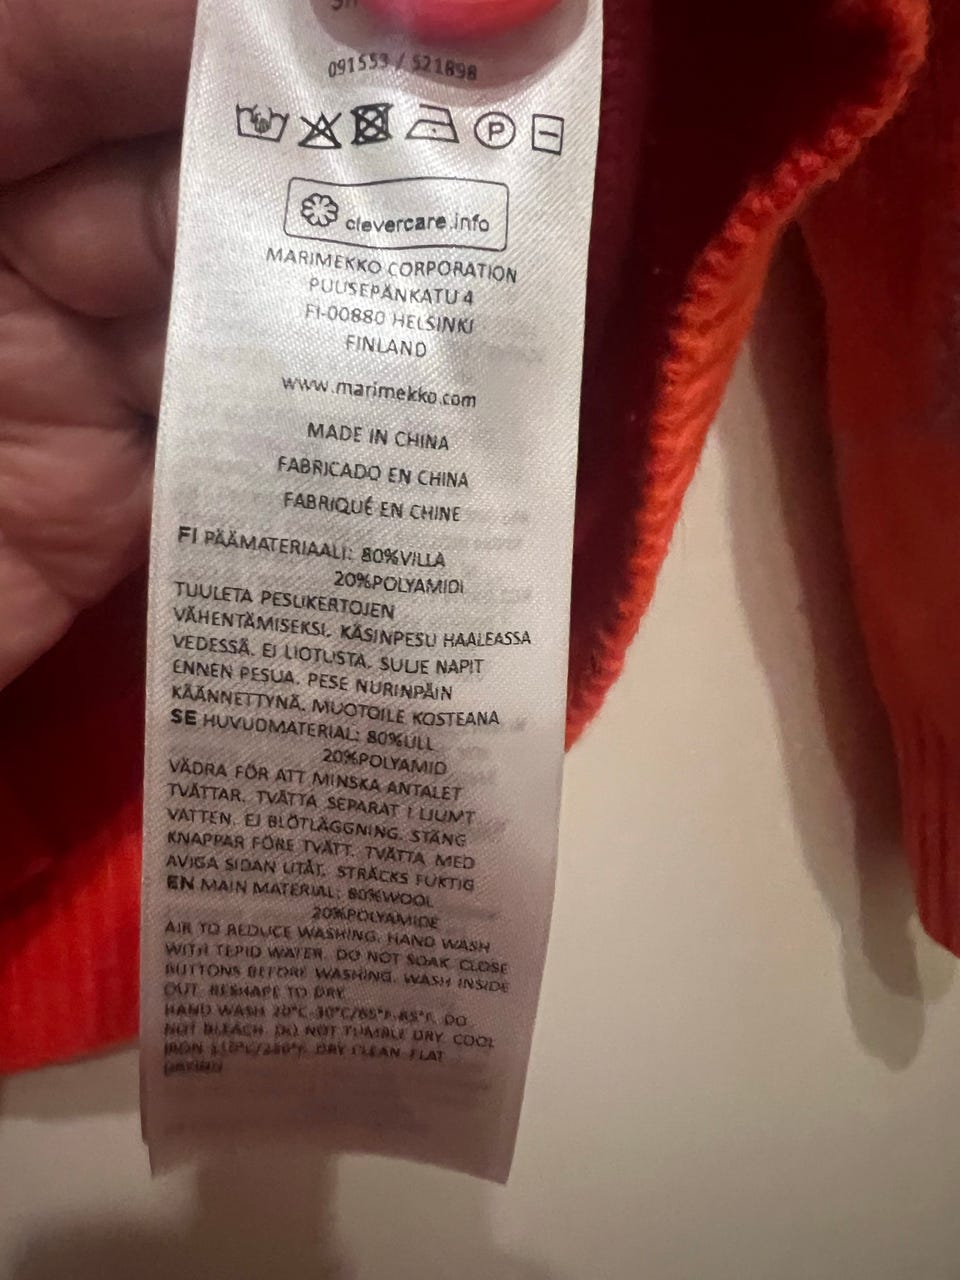 091553 / 521898
P
clevercare.info
MARIMEKKO CORPORATION
PUUSEPÄNKATU 4
FI-00880 HELSINKI
FINLAND
www.marimekko.com
MADE IN CHINA
FABRICADO EN CHINA
FABRIQUÉ EN CHINE
FI PÄÄMATERIAALI: 80%VILLA
20%POLYAMIDI
TUULETA PESUKERTOJEN
VÄHENTÄMISEKSI. KÄSINPESU HAALEASSA
VEDESSÄ. EI LIOTUSTA. SULJE NAPIT
ENNEN PESUA. PESE NURINPÄIN
KÄÄNNETTYNÄ. MUOTOILE KOSTEANA
SE HUVUDMATERIAL: 80%ULL
20%POLYAMID
VÄDRA FÖR ATT MINSKA ANTALET
TVÄTTAR. TVÄTTA SEPARAT I LJUMT
VATTEN. EJ BLÖTLÄGGNING. STÄNG
KNAPPAR FÖRE TVÄTT. TVÄTTA MED
AVIGA SIDAN UTÅT. STRÄCKS FUKTIG
EN MAIN MATERIAL: 80%WOOL
20%POLYAMIDE
AIR TO REDUCE WASHING. HAND WASH
WITH TEPID WATER. DO NOT SOAK. CLOSE
BUTTONS BEFORE WASHING. WASH INSIDE
OUT. RESHAPE TO DRY.
HAND WASH 20°C-30°C/65°F-85°F. DO
NOT BLEACH. DO NOT TUMBLE DRY. COOL
IRON DRY CLEAN. FLAT
DRYING